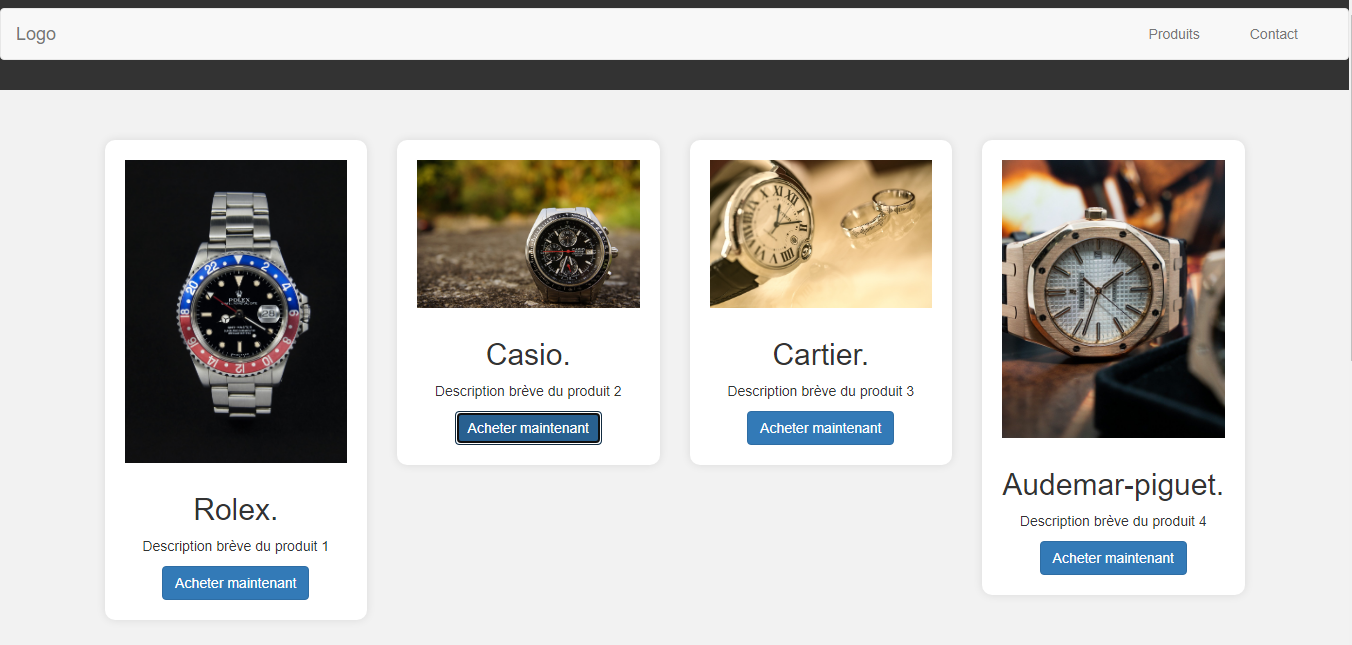 Logo
Produits
Contact
ROLEX
Rolex.
Description brève du produit 1
Acheter maintenant
Casio.
Description brève du produit 2
Acheter maintenant
Cartier.
Description brève du produit 3
Acheter maintenant
Audemar-piguet.
Description brève du produit 4
Acheter maintenant